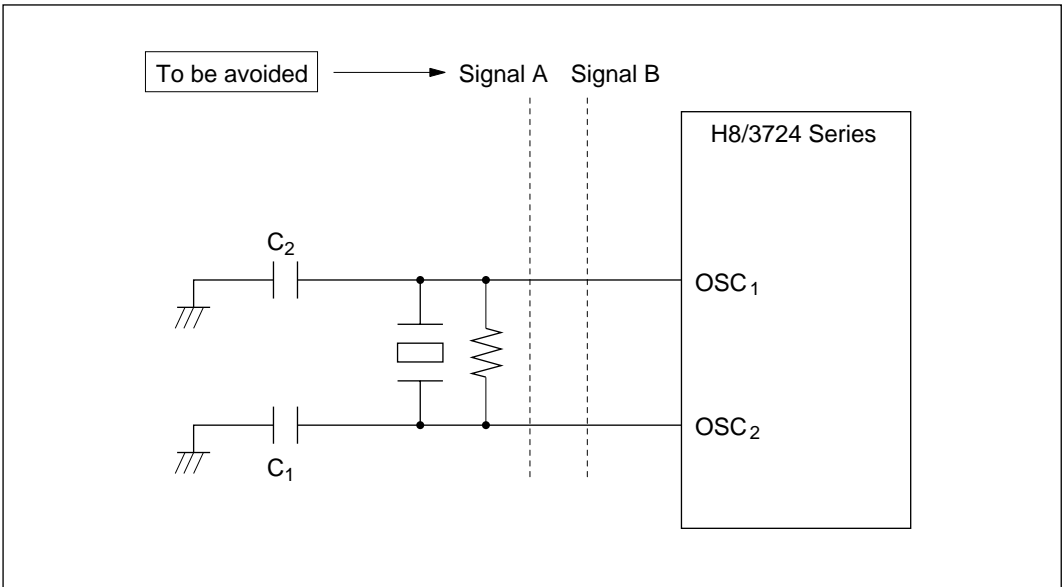 To be avoided
Signal A
Signal B
H8/3724 Series
C2
OSC1
OSC2
C1